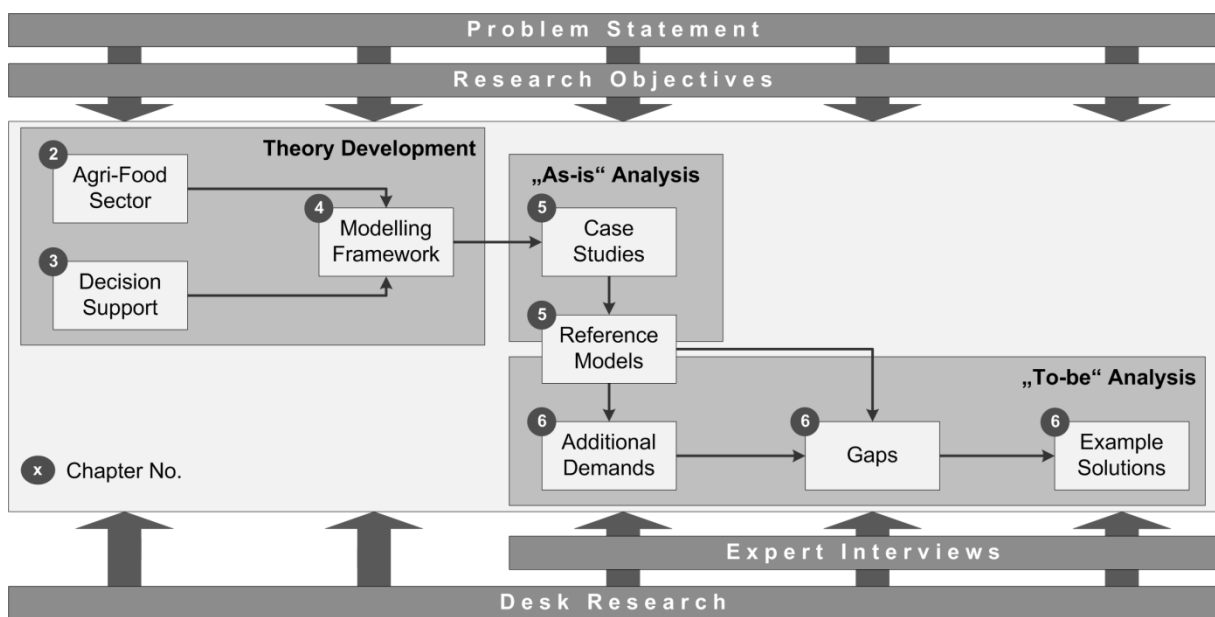 Problem Statement
Research Objectives
Theory Development
2
Agri-Food
Sector
3
Decision
Support
4
Modelling
Framework
„As-is“ Analysis
5
Case
Studies
5
Reference
Models
„To-be“ Analysis
6
Additional
Demands
6
Gaps
6
Example
Solutions
x
Chapter No.
Expert Interviews
Desk Research